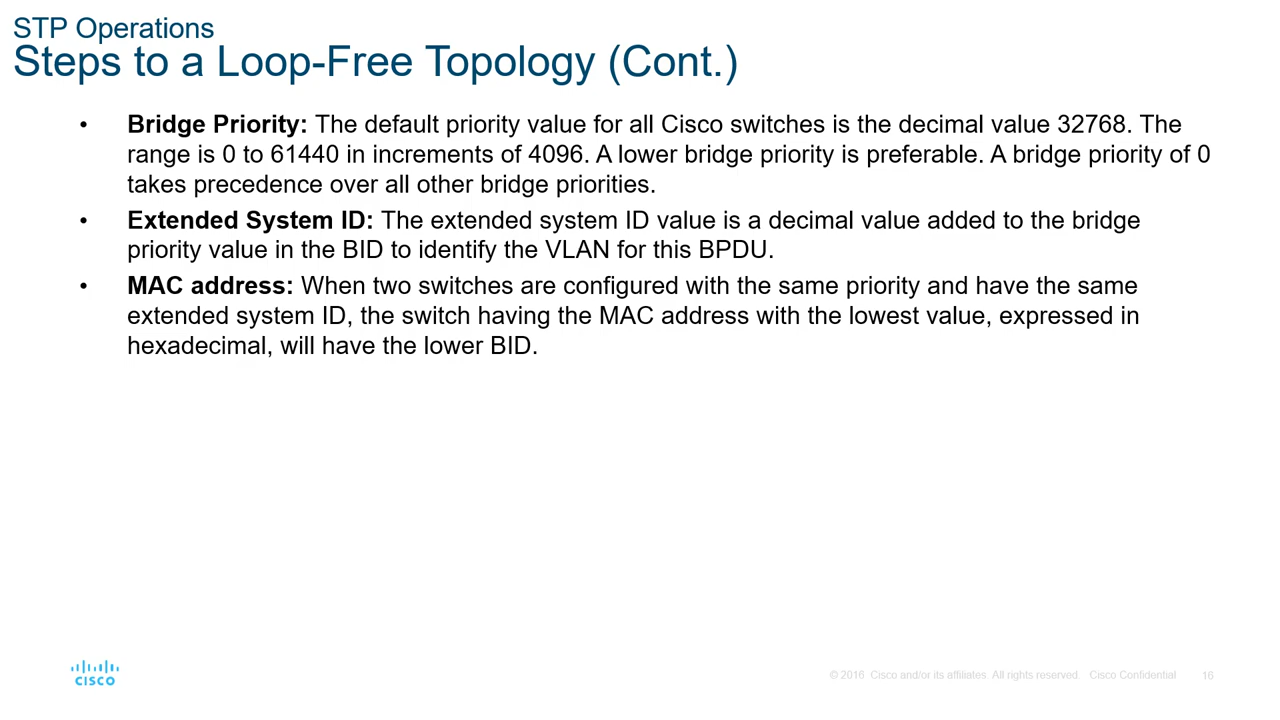 STP Operations
Steps to a Loop-Free Topology (Cont.)
• Bridge Priority: The default priority value for all Cisco switches is the decimal value 32768. The
range is 0 to 61440 in increments of 4096. A lower bridge priority is preferable. A bridge priority of 0
takes precedence over all other bridge priorities.
• Extended System ID: The extended system ID value is a decimal value added to the bridge
priority value in the BID to identify the VLAN for this BPDU.
• MAC address: When two switches are configured with the same priority and have the same
extended system ID, the switch having the MAC address with the lowest value, expressed in
hexadecimal, will have the lower BID.
CISCO
© 2016 Cisco and/or its affiliates. All rights reserved. Cisco Confidential 16